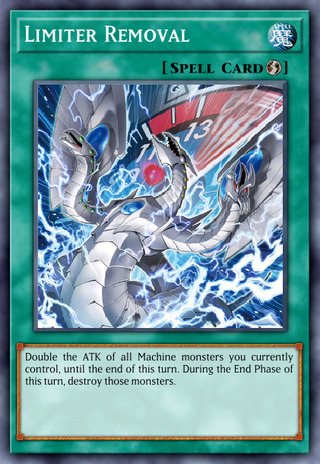 Limiter Removal
[Spell Card]
13
Double the ATK of all Machine monsters you currently
control, until the end of this turn. During the End Phase of
this turn, destroy those monsters.